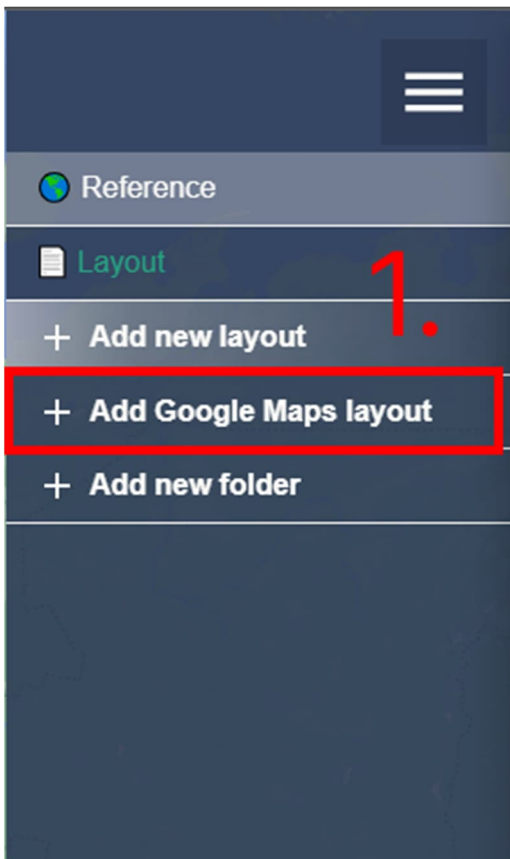 Reference
Layout
1.
+ Add new layout
+ Add Google Maps layout
+ Add new folder